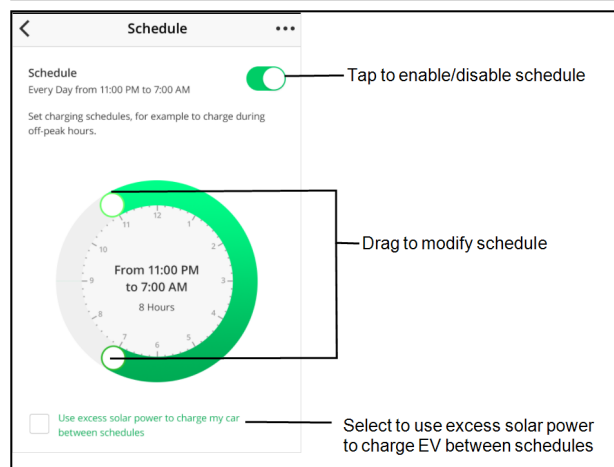 Schedule
Schedule
Every Day from 11:00 PM to 7:00 AM
Tap to enable/disable schedule
Set charging schedules, for example to charge during
off-peak hours.
12
11
10
2
9
3
8
4
7
6
5
From 11:00 PM
to 7:00 AM
8 Hours
Drag to modify schedule
Use excess solar power to charge my car
between schedules
Select to use excess solar power
to charge EV between schedules